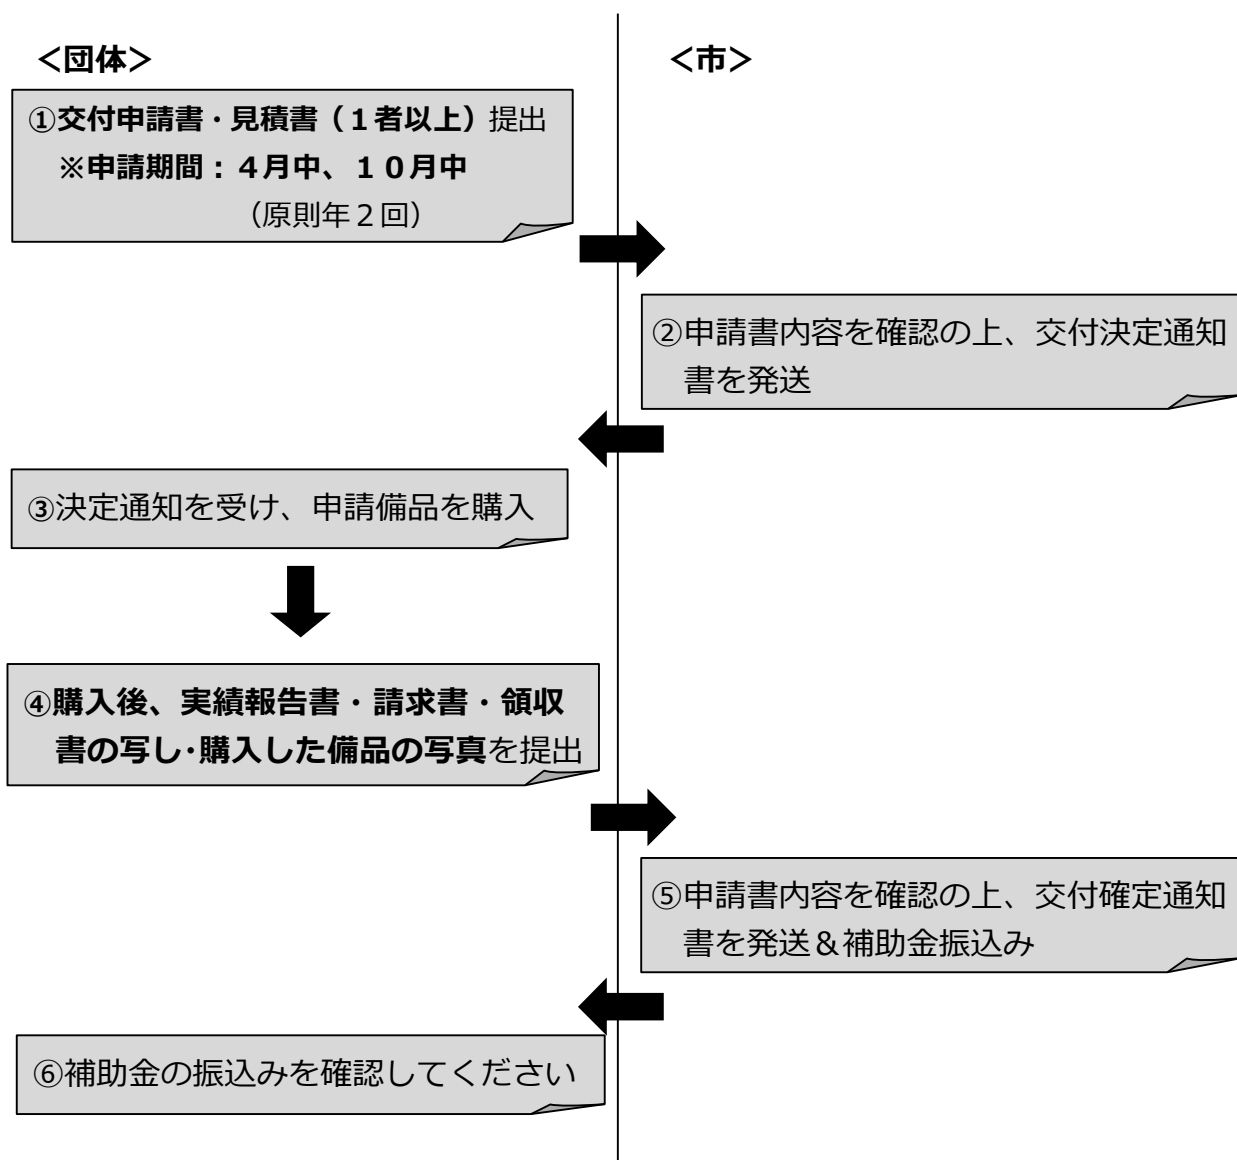 ＜団体＞
＜市＞
①交付申請書・見積書（１者以上）提出
※申請期間：４月中、１０月中
（原則年２回）
②申請書内容を確認の上、交付決定通知
書を発送
③決定通知を受け、申請備品を購入
④購入後、実績報告書・請求書・領収
書の写し･購入した備品の写真を提出
⑤申請書内容を確認の上、交付確定通知
書を発送＆補助金振込み
⑥補助金の振込みを確認してください